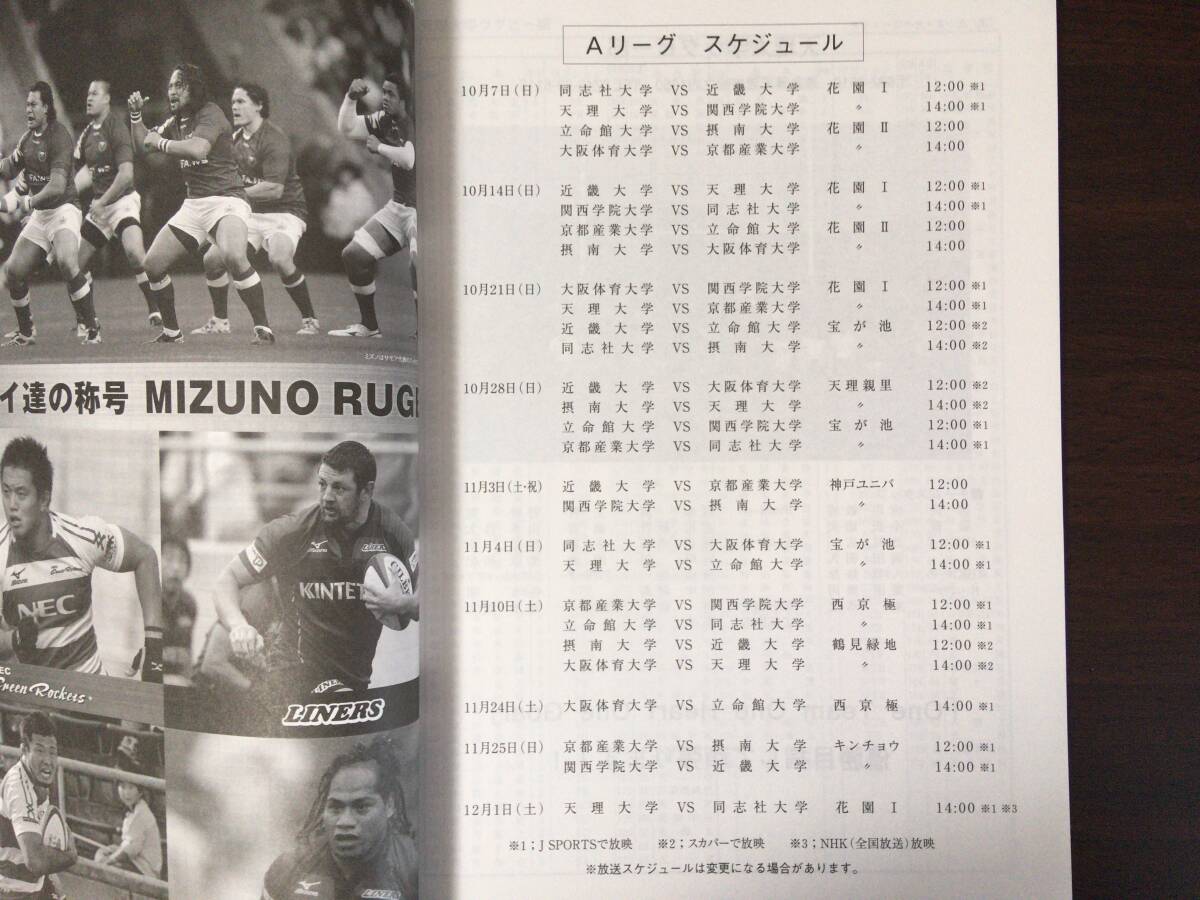 FAWE
FAWE
ミズノはサモア代表
イ達の称号 MIZUNO RUG
NEC
Green Rockets
KINTET
LINERS
LINERS
MIZUNO
Aリーグ スケジュール
10月7日(日) 同志社大学 VS 近畿大学 花園Ⅰ 12:00 ※1
天理大学 VS 関西学院大学 〃 14:00 ※1
立命館大学 VS 摂南大学 花園Ⅱ 12:00
大阪体育大学 VS 京都産業大学 〃 14:00
10月14日(日) 近畿大学 VS 天理大学 花園Ⅰ 12:00 ※1
関西学院大学 VS 同志社大学 〃 14:00 ※1
京都産業大学 VS 立命館大学 花園Ⅱ 12:00
摂南大学 VS 大阪体育大学 〃 14:00
10月21日(日) 大阪体育大学 VS 関西学院大学 花園Ⅰ 12:00 ※1
天理大学 VS 京都産業大学 〃 14:00 ※1
近畿大学 VS 立命館大学 宝が池 12:00 ※2
同志社大学 VS 摂南大学 〃 14:00 ※2
10月28日(日) 近畿大学 VS 大阪体育大学 天理親里 12:00 ※2
摂南大学 VS 天理大学 〃 14:00 ※2
立命館大学 VS 関西学院大学 宝が池 12:00 ※1
京都産業大学 VS 同志社大学 〃 14:00 ※1
11月3日(土・祝) 近畿大学 VS 京都産業大学 神戸ユニバ 12:00
関西学院大学 VS 摂南大学 〃 14:00
11月4日(日) 同志社大学 VS 大阪体育大学 宝が池 12:00 ※1
天理大学 VS 立命館大学 〃 14:00 ※1
11月10日(土) 京都産業大学 VS 関西学院大学 西京極 12:00 ※1
立命館大学 VS 同志社大学 〃 14:00 ※1
摂南大学 VS 近畿大学 鶴見緑地 12:00 ※2
大阪体育大学 VS 天理大学 〃 14:00 ※2
11月24日(土) 大阪体育大学 VS 立命館大学 西京極 14:00 ※1
11月25日(日) 京都産業大学 VS 摂南大学 キンチョウ 12:00 ※1
関西学院大学 VS 近畿大学 〃 14:00 ※1
12月1日(土) 天理大学 VS 同志社大学 花園Ⅰ 14:00 ※1 ※3
※1;J SPORTSで放映 ※2;スカパーで放映 ※3;NHK(全国放送)放映
※放送スケジュールは変更になる場合があります。